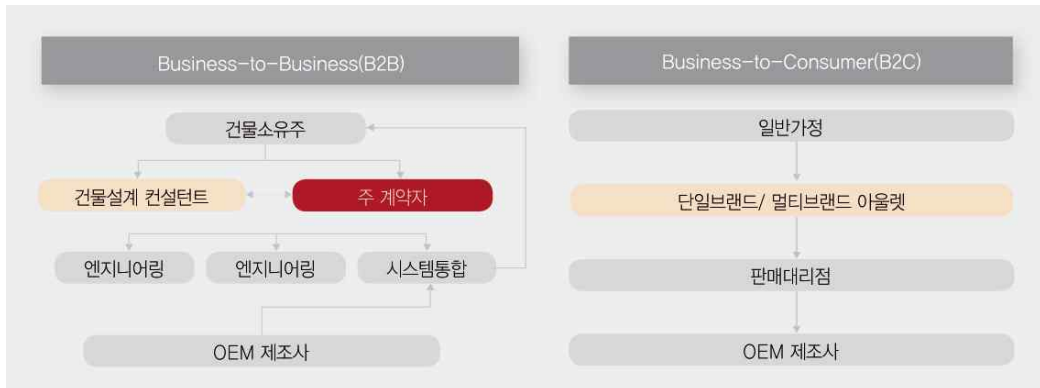 Business-to-Business(B2B)
건물소유주
건물설계 컨설턴트
주 계약자
엔지니어링
엔지니어링
시스템통합
OEM 제조사
Business-to-Consumer(B2C)
일반가정
단일브랜드/ 멀티브랜드 아울렛
판매대리점
OEM 제조사